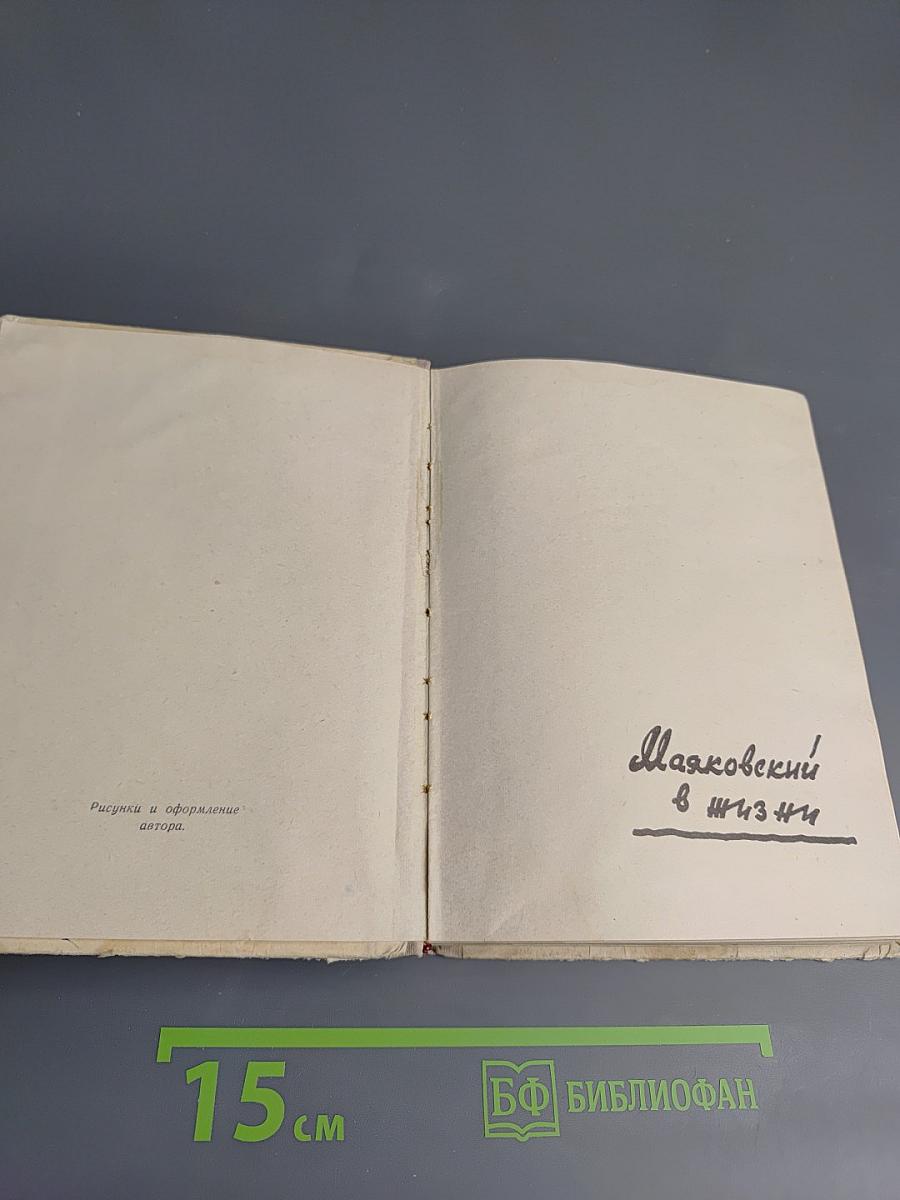 Рисунки и оформление
автора.
Маяковский
в жизни
15 см
БФ БИБЛИОФАН